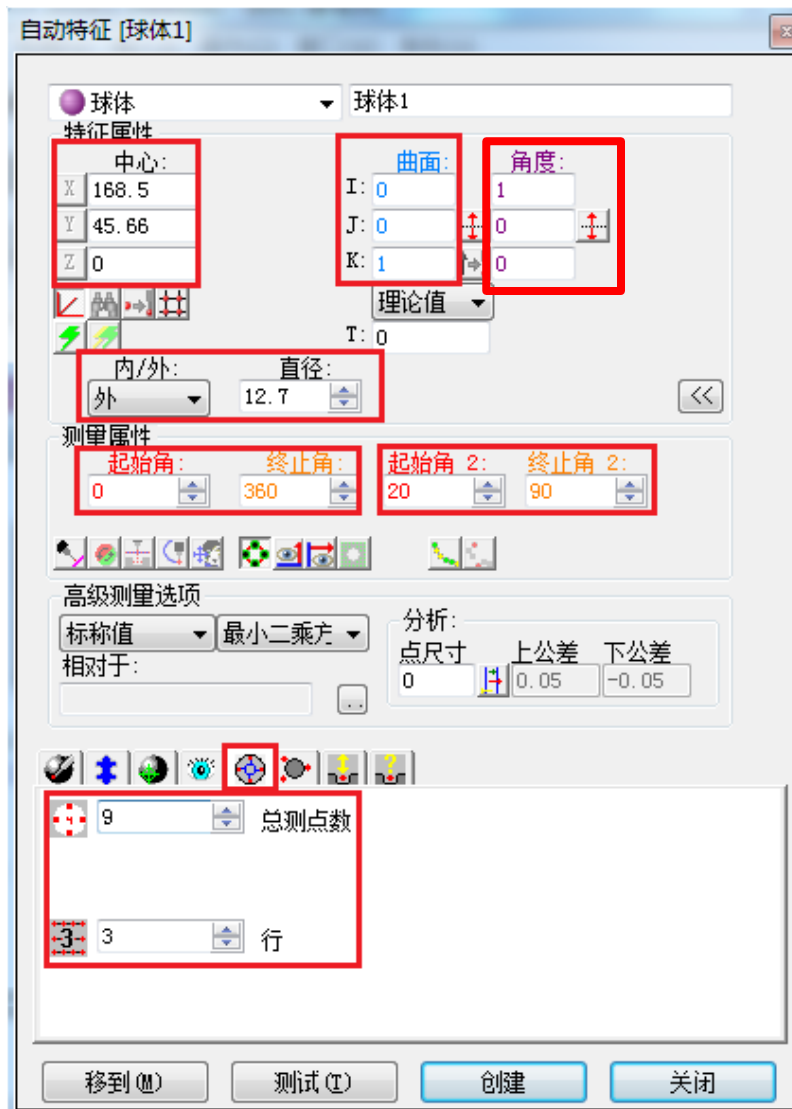 自动特征 [球体1]
球体 球体1
特征属性
中心: 曲面: 角度:
X 168.5 I: 0 1
Y 45.66 J: 0 0
Z 0 K: 1 0
理论值
T: 0
内/外: 直径:
外 12.7 <<
测量属性
起始角: 终止角: 起始角 2: 终止角 2:
0 360 20 90
高级测量选项
标称值 最小二乘方 分析:
相对于: 点尺寸 上公差 下公差
.. 0 0.05 -0.05
9 总测点数
3 3 行
移到(M) 测试(T) 创建 关闭